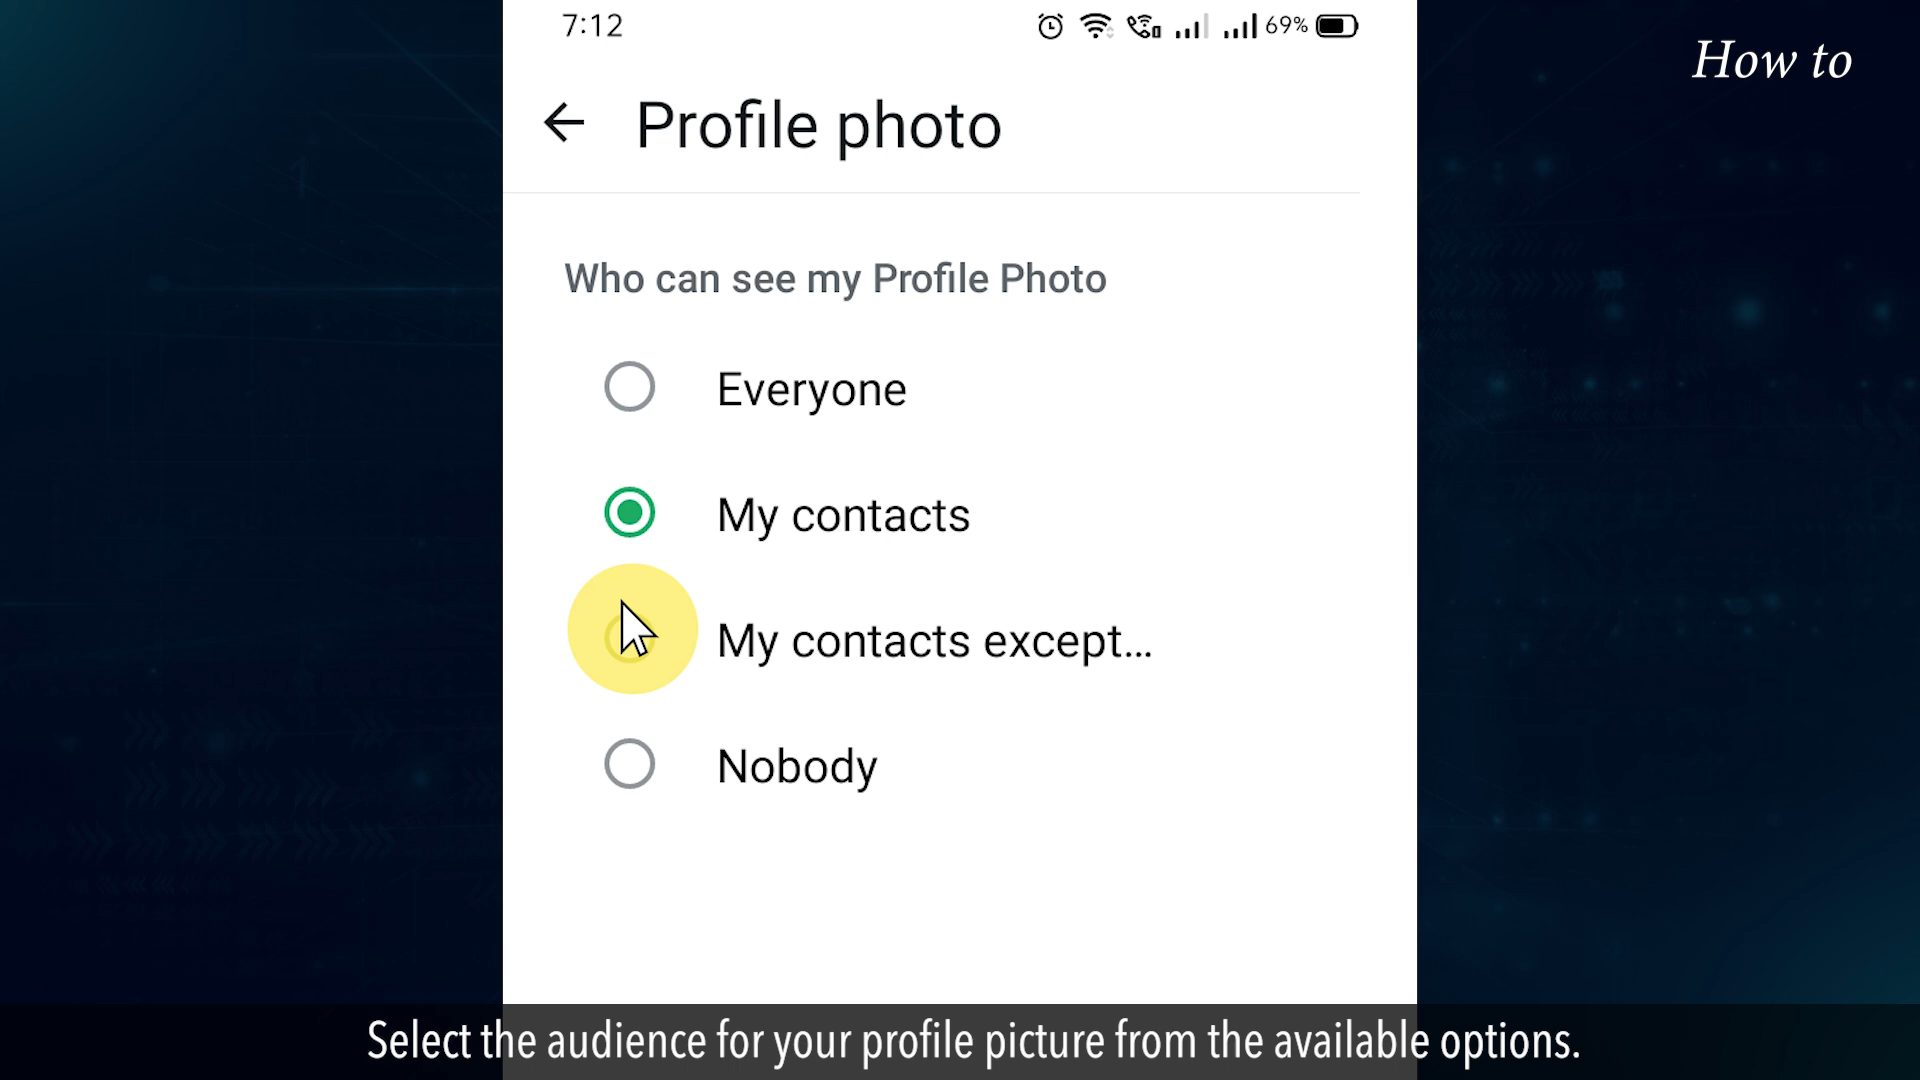 7:12
69%
How to
Profile photo
Who can see my Profile Photo
Everyone
My contacts
My contacts except...
Nobody
Select the audience for your profile picture from the available options.